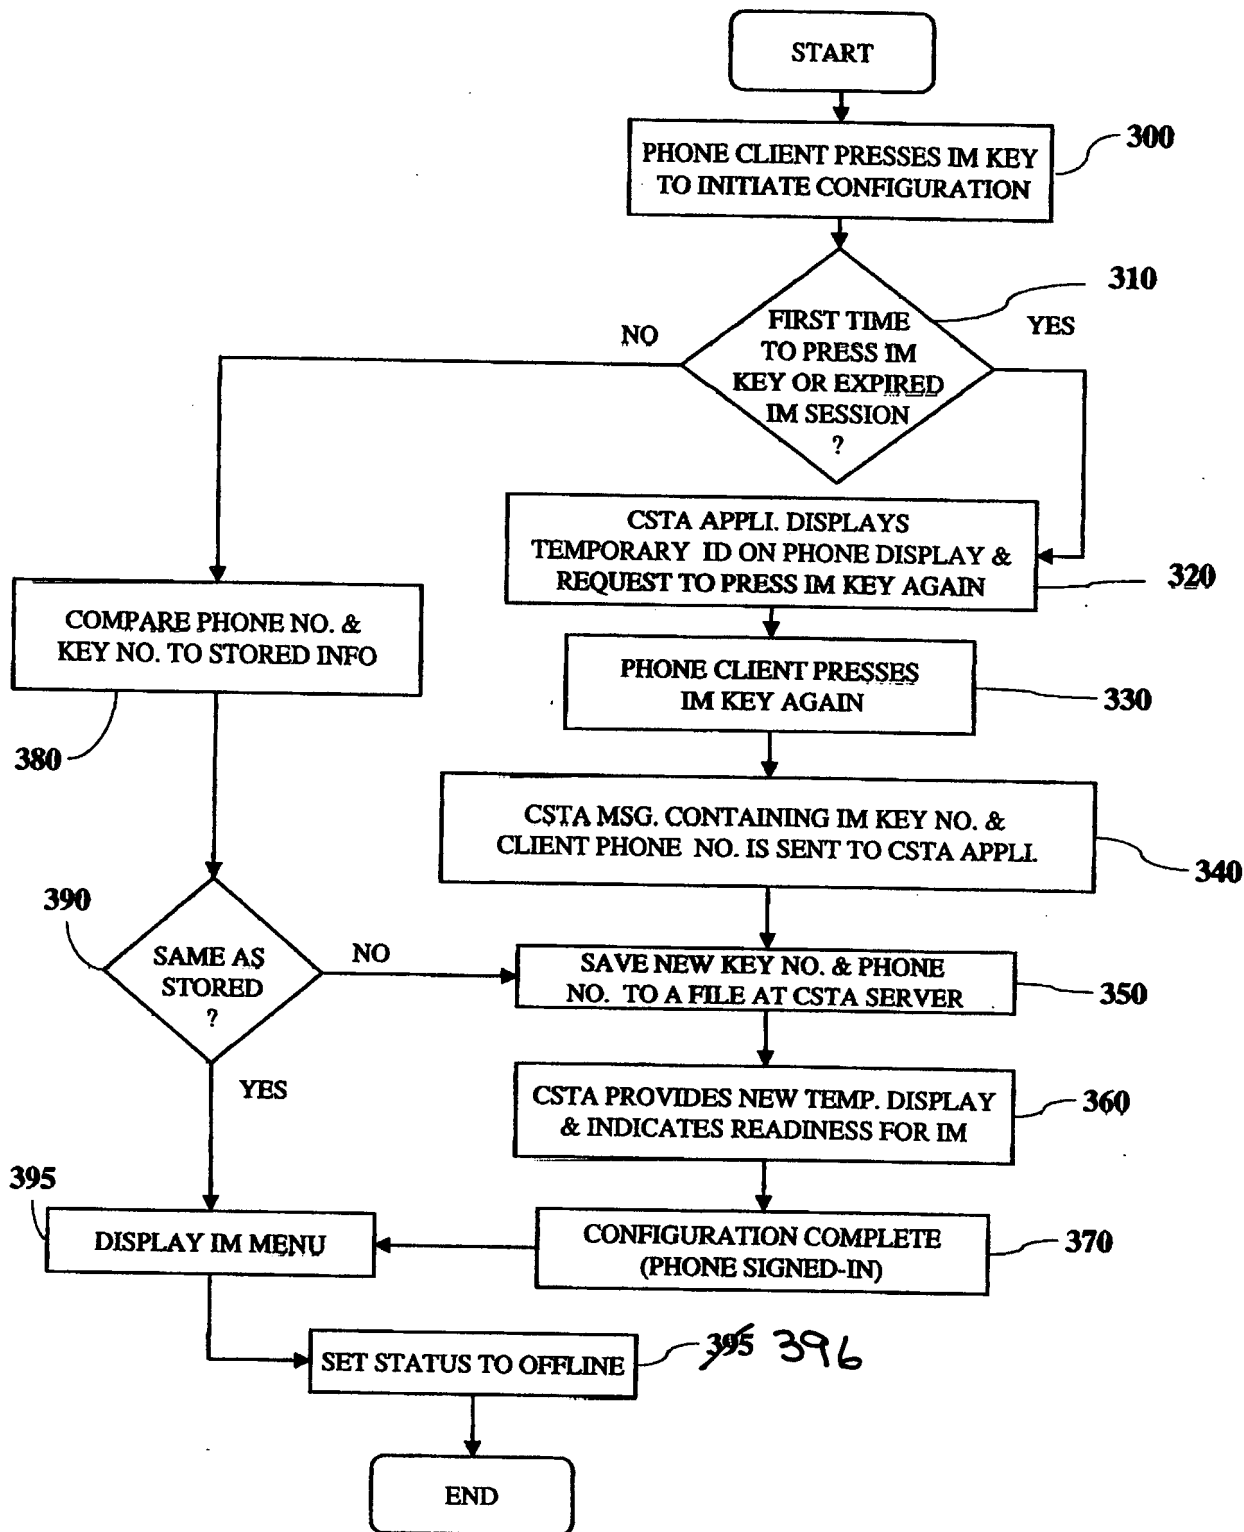 START
PHONE CLIENT PRESSES IM KEY
TO INITIATE CONFIGURATION
300
310
FIRST TIME
TO PRESS IM
KEY OR EXPIRED
IM SESSION
?
NO
YES
CSTA APPLI. DISPLAYS
TEMPORARY ID ON PHONE DISPLAY &
REQUEST TO PRESS IM KEY AGAIN
320
COMPARE PHONE NO. &
KEY NO. TO STORED INFO
380
PHONE CLIENT PRESSES
IM KEY AGAIN
330
CSTA MSG. CONTAINING IM KEY NO. &
CLIENT PHONE NO. IS SENT TO CSTA APPLI.
340
390
SAME AS
STORED
?
NO
YES
SAVE NEW KEY NO. & PHONE
NO. TO A FILE AT CSTA SERVER
350
CSTA PROVIDES NEW TEMP. DISPLAY
& INDICATES READINESS FOR IM
360
395
DISPLAY IM MENU
CONFIGURATION COMPLETE
(PHONE SIGNED-IN)
370
SET STATUS TO OFFLINE
395 396
END